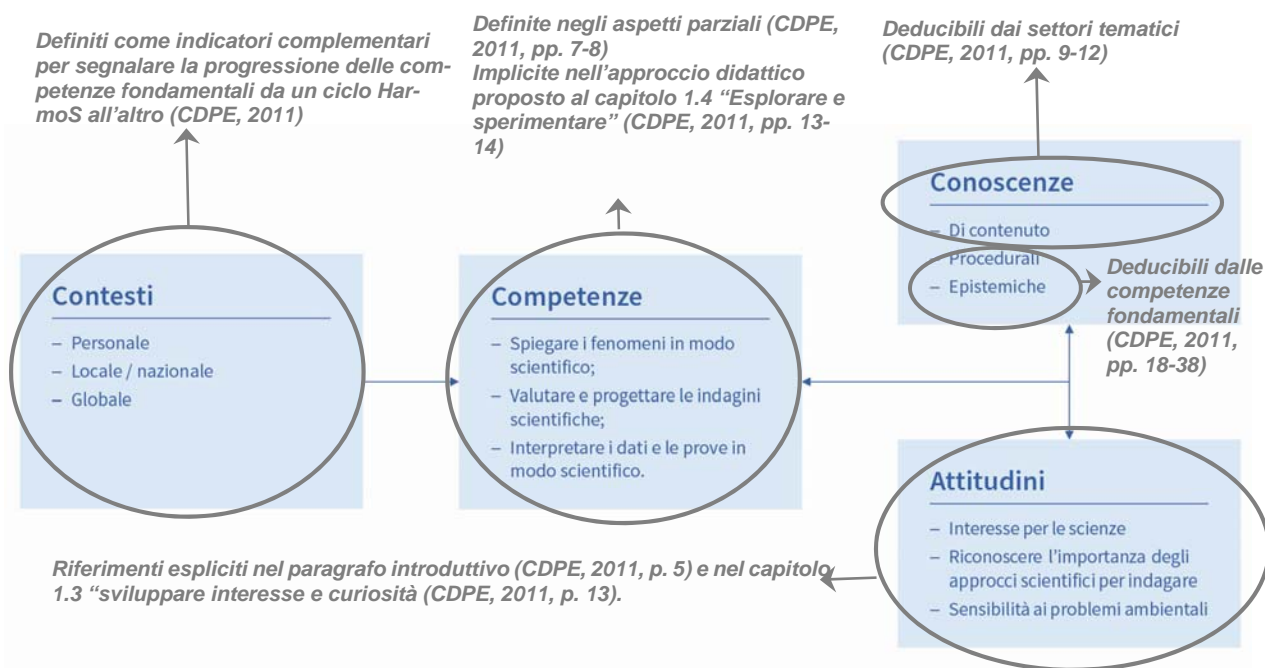 Definiti come indicatori complementari
per segnalare la progressione delle com-
petenze fondamentali da un ciclo Har-
moS all'altro (CDPE, 2011)
Definite negli aspetti parziali (CDPE,
2011, pp. 7-8)
Implicite nell'approccio didattico
proposto al capitolo 1.4 “Esplorare e
sperimentare” (CDPE, 2011, pp. 13-
14)
Deducibili dai settori tematici
(CDPE, 2011, pp. 9-12)
Conoscenze
– Di contenuto
– Procedurali
– Epistemiche
Deducibili dalle
competenze
fondamentali
(CDPE, 2011,
pp. 18-38)
Contesti
– Personale
– Locale / nazionale
– Globale
Competenze
– Spiegare i fenomeni in modo
scientifico;
– Valutare e progettare le indagini
scientifiche;
– Interpretare i dati e le prove in
modo scientifico.
Attitudini
– Interesse per le scienze
– Riconoscere l'importanza degli
approcci scientifici per indagare
– Sensibilità ai problemi ambientali
Riferimenti espliciti nel paragrafo introduttivo (CDPE, 2011, p. 5) e nel capitolo
1.3 “sviluppare interesse e curiosità (CDPE, 2011, p. 13).